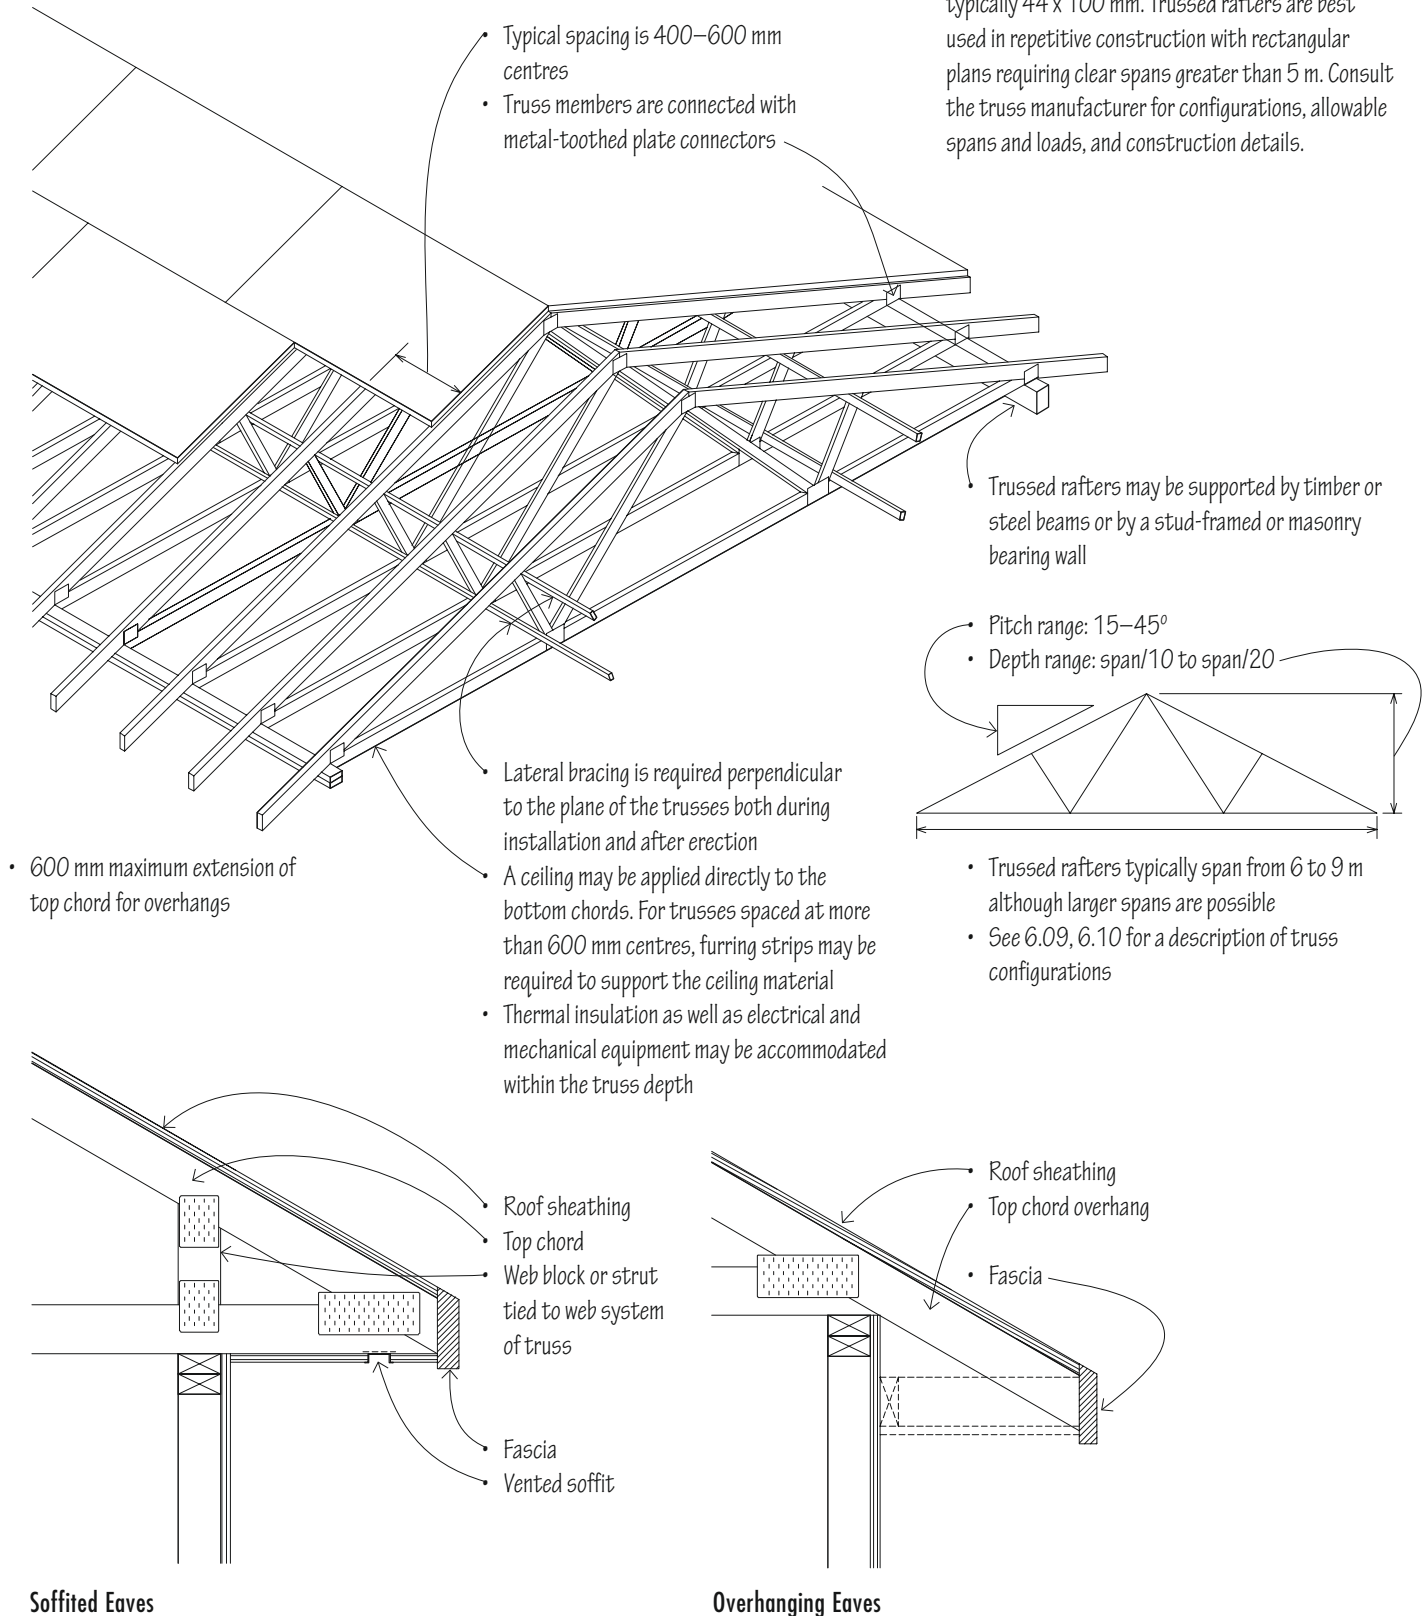 typically 44 x 100 mm. Trussed rafters are best
used in repetitive construction with rectangular
plans requiring clear spans greater than 5 m. Consult
the truss manufacturer for configurations, allowable
spans and loads, and construction details.
• Typical spacing is 400–600 mm
centres
• Truss members are connected with
metal-toothed plate connectors
• Trussed rafters may be supported by timber or
steel beams or by a stud-framed or masonry
bearing wall
• Pitch range: 15–45º
• Depth range: span/10 to span/20
• Lateral bracing is required perpendicular
to the plane of the trusses both during
installation and after erection
• A ceiling may be applied directly to the
bottom chords. For trusses spaced at more
than 600 mm centres, furring strips may be
required to support the ceiling material
• Thermal insulation as well as electrical and
mechanical equipment may be accommodated
within the truss depth
• 600 mm maximum extension of
top chord for overhangs
• Trussed rafters typically span from 6 to 9 m
although larger spans are possible
• See 6.09, 6.10 for a description of truss
configurations
• Roof sheathing
• Top chord
• Web block or strut
tied to web system
of truss
• Fascia
• Vented soffit
Soffited Eaves
• Roof sheathing
• Top chord overhang
• Fascia
Overhanging Eaves